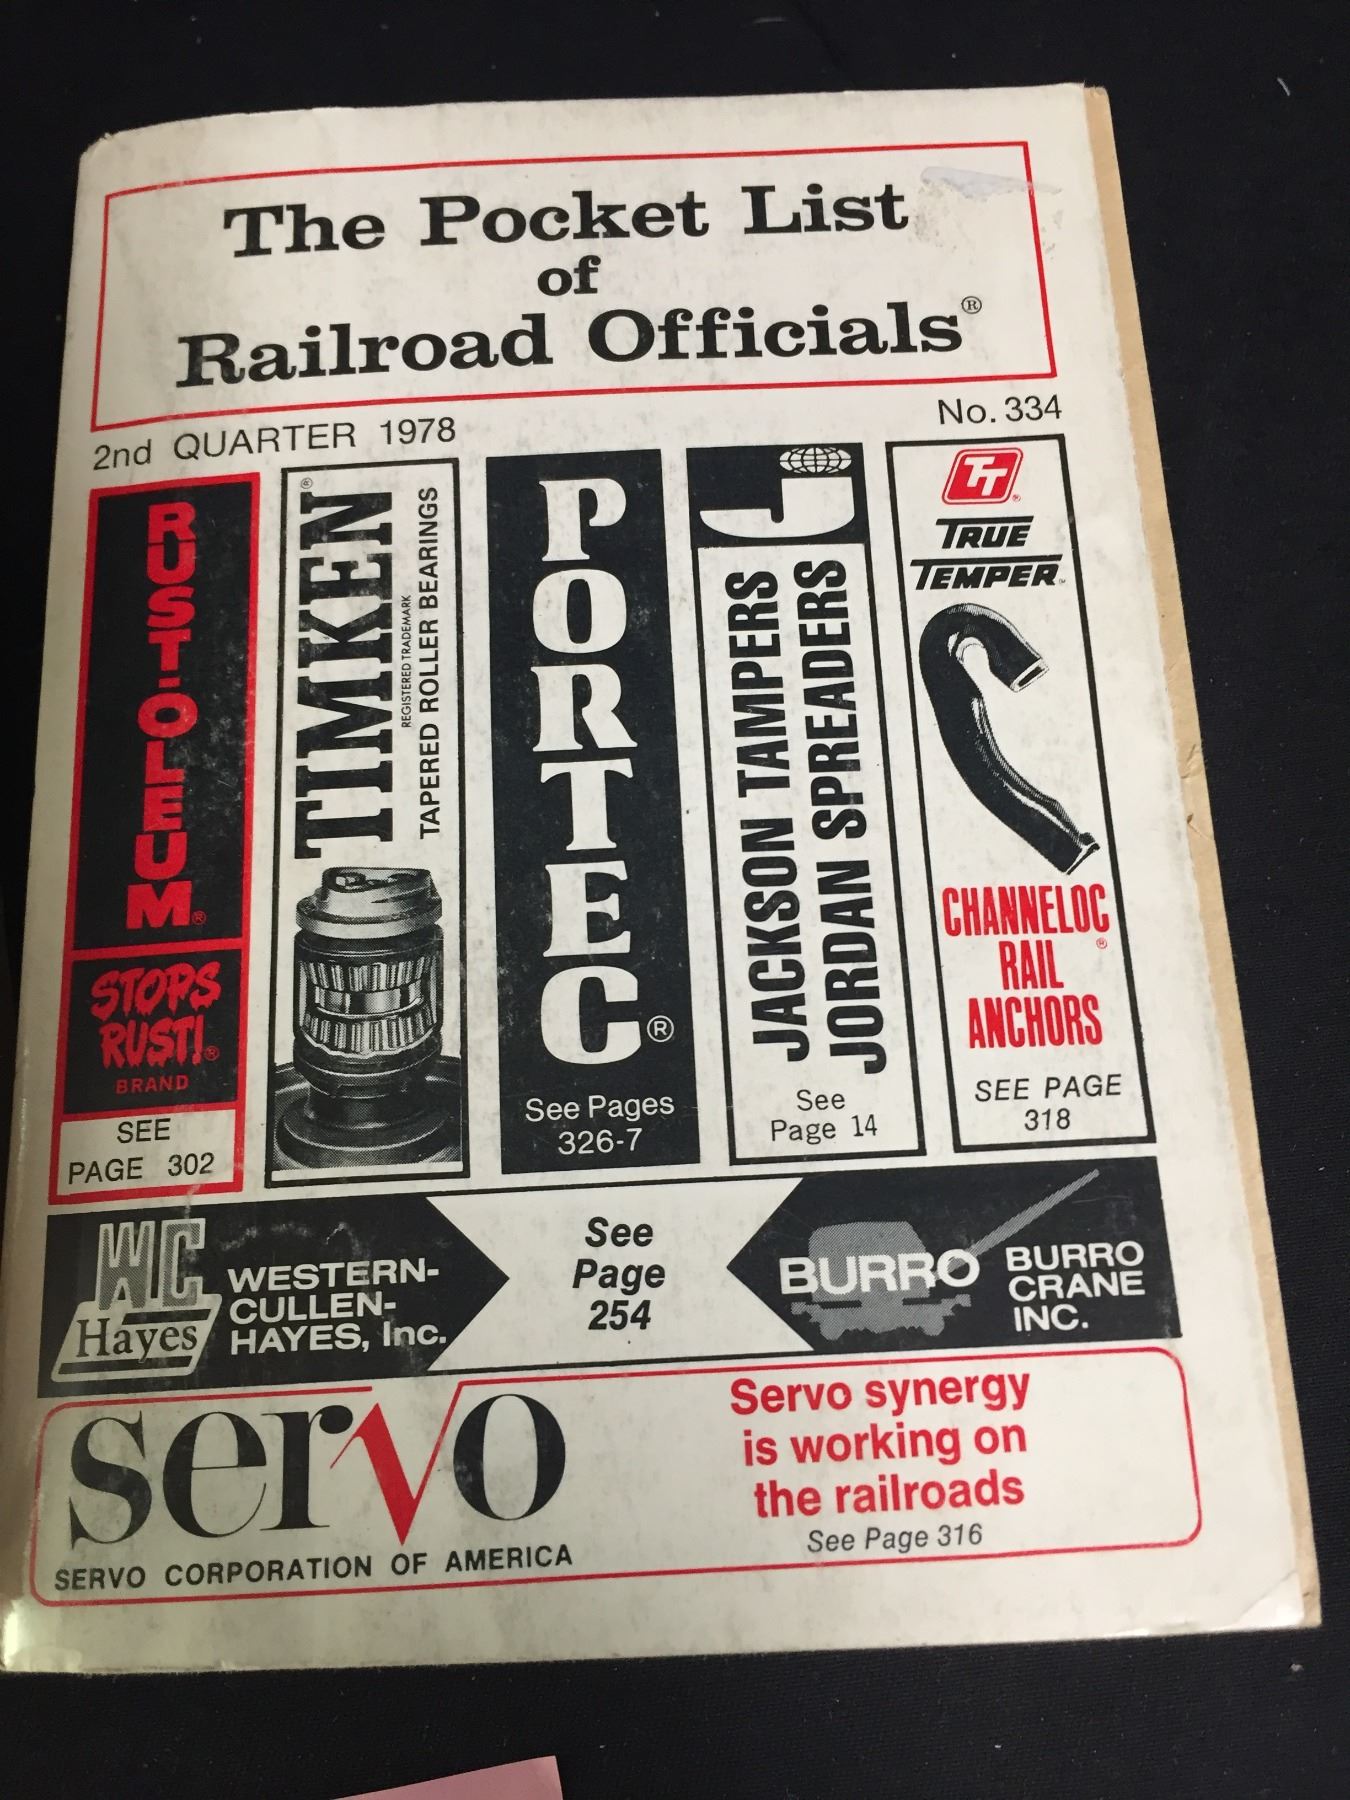 The Pocket List
of
Railroad Officials®
2nd QUARTER 1978
No. 334
RUST-OLEUM®
STOPS
RUST!®
BRAND
SEE
PAGE 302
TIMKEN®
REGISTERED TRADEMARK
TAPERED ROLLER BEARINGS
PORTEC®
See Pages
326-7
J
JACKSON TAMPERS
JORDAN SPREADERS
See
Page 14
TT®
TRUE
TEMPER™
CHANNELOC®
RAIL
ANCHORS
SEE PAGE
318
WC
Hayes
WESTERN-
CULLEN-
HAYES, Inc.
See
Page
254
BURRO
BURRO
CRANE
INC.
servo
SERVO CORPORATION OF AMERICA
Servo synergy
is working on
the railroads
See Page 316